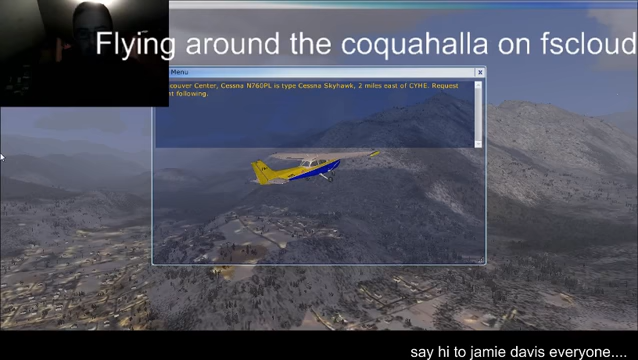 Flying around the coquahalla on fscloud
Menu
couver Center, Cessna N760PL is type Cessna Skyhawk, 2 miles east of CYHE. Request
following.
say hi to jamie davis everyone....